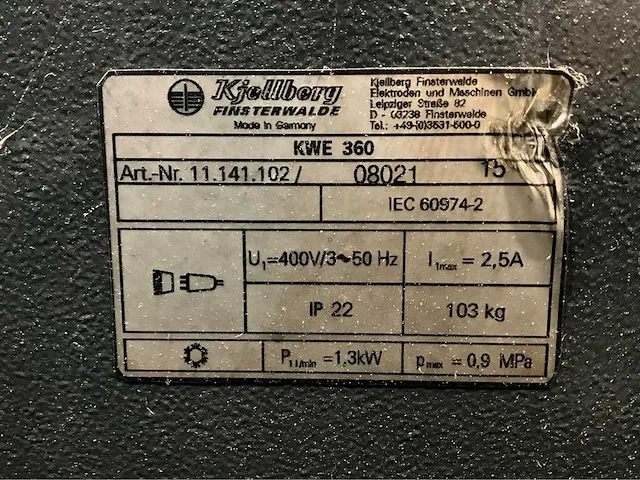 Kjellberg
FINSTERWALDE
Made in Germany
Kjellberg Finsterwalde
Elektroden und Maschinen GmbH
Leipziger Straße 82
D - 03238 Finsterwalde
Tel.: +49-(0)3531-500-0
KWE 360
Art.-Nr. 11.141.102 / 08021 15
IEC 60974-2
U₁=400V/3~50 Hz
I₁max = 2,5A
IP 22
103 kg
P₁ l/min = 1,3kW
pmax = 0,9 MPa